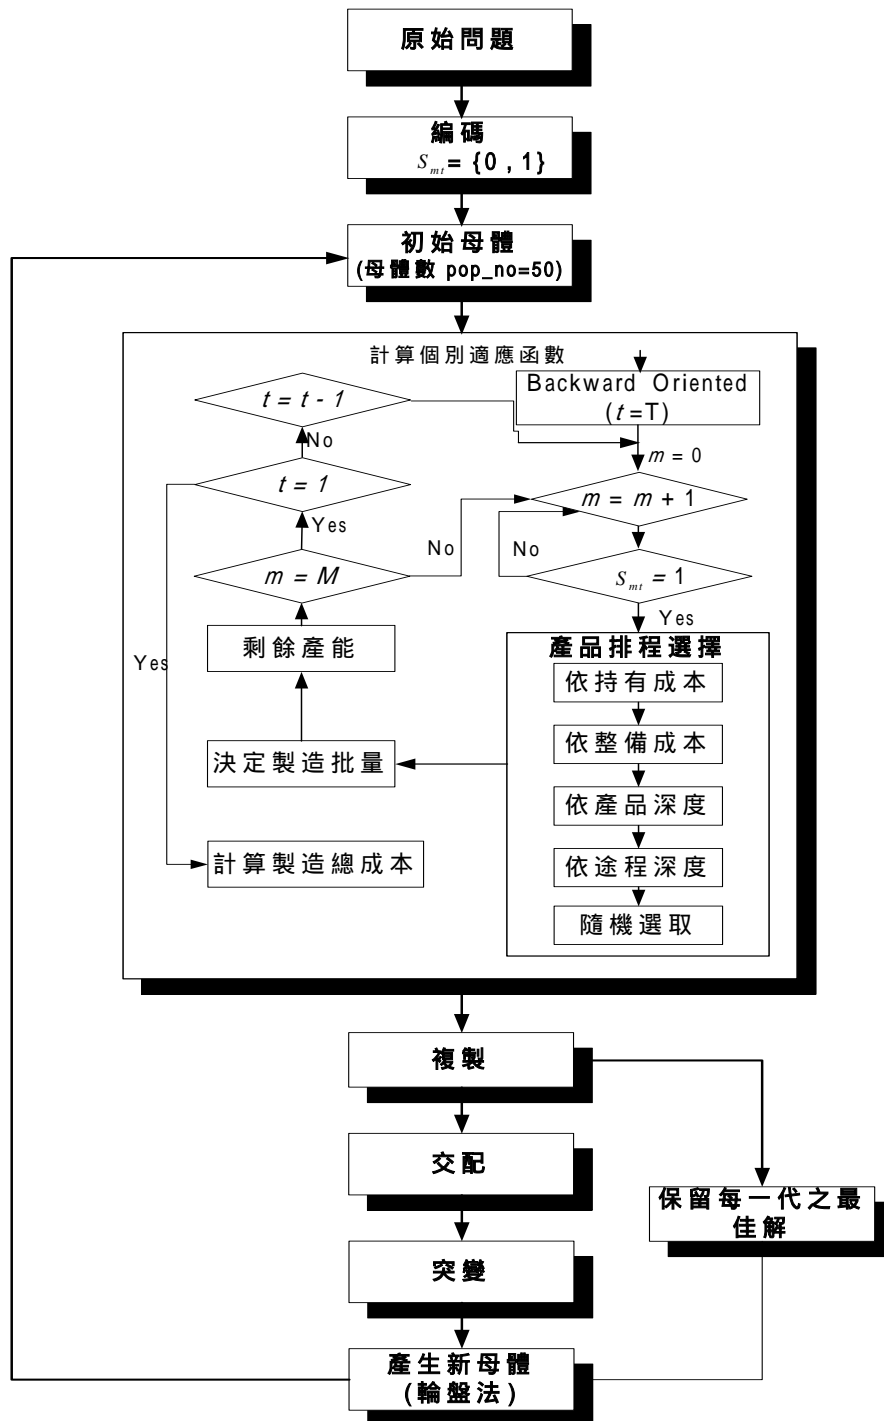 原始問題
編碼
Smt = {0 , 1}
初始母體
(母體數 pop_no=50)
計算個別適應函數
Backward Oriented
(t=T)
t = t - 1
No
m = 0
t = 1
m = m + 1
Yes
No
No
m = M
Smt = 1
Yes
剩餘產能
產品排程選擇
Yes
依持有成本
決定製造批量
依整備成本
依產品深度
計算製造總成本
依途程深度
隨機選取
複製
交配
保留每一代之最
佳解
突變
產生新母體
(輪盤法)